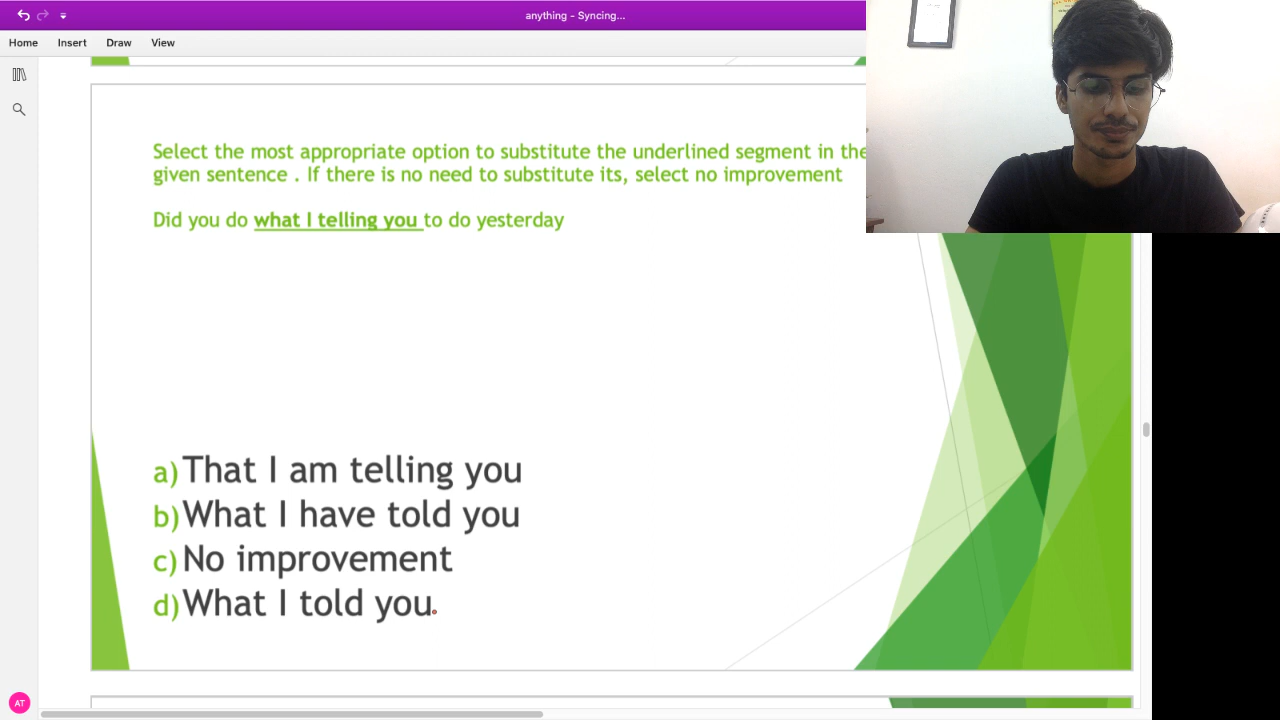 anything - Syncing...
Home Insert Draw View
Select the most appropriate option to substitute the underlined segment in the
given sentence . If there is no need to substitute its, select no improvement
Did you do what I telling you to do yesterday
a) That I am telling you
b) What I have told you
c) No improvement
d) What I told you
AT